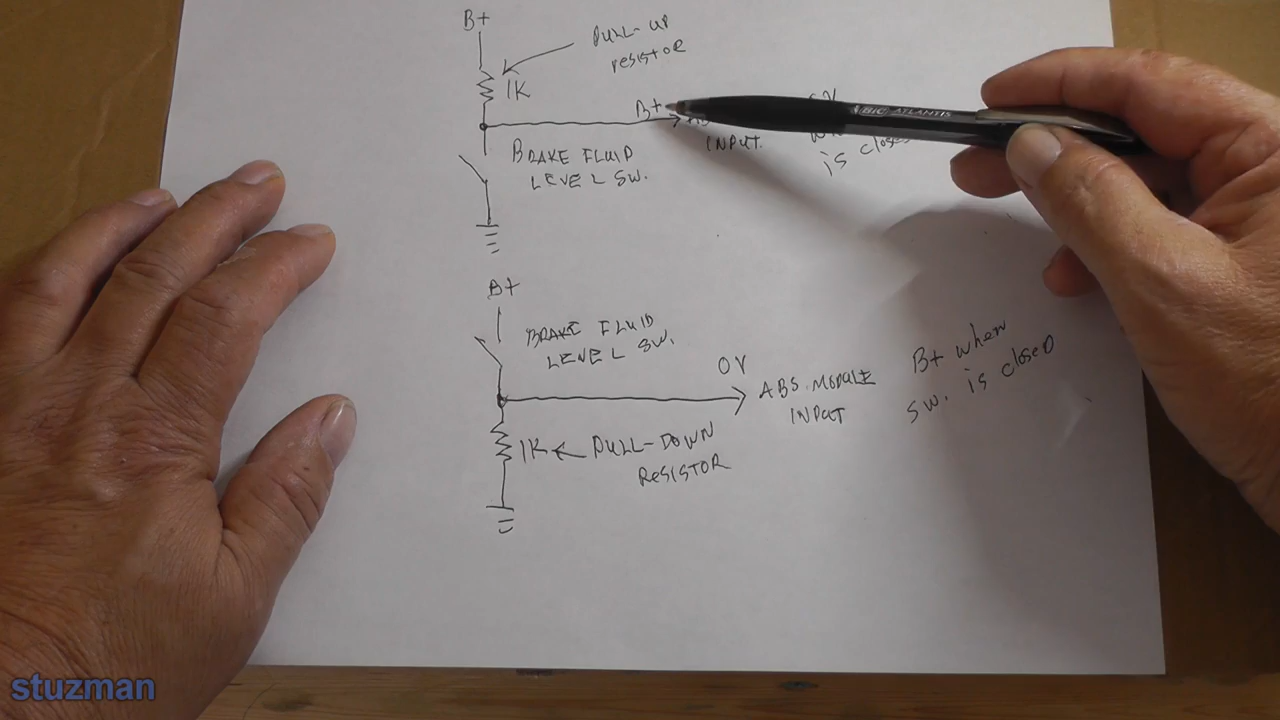 B+
PULL-UP
resistor
1K
B+
INPUT.
is closed
BRAKE FLUID
LEVEL SW.
BIC ATLANTIS
B+
BRAKE FLUID
LEVEL SW.
0V
ABS. MODULE
INPUT
B+ when
SW. is closed
1K
PULL-DOWN
RESISTOR
stuzman